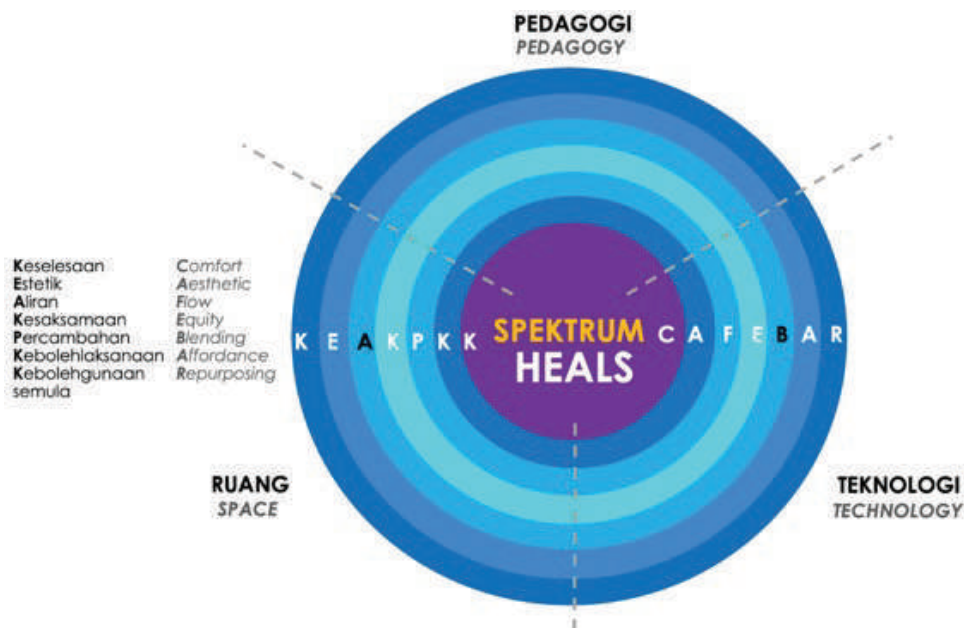 PEDAGOGI
PEDAGOGY
Keselesaan
Estetik
Aliran
Kesaksamaan
Percambahan
Kebolehlaksanaan
Kebolehgunaan
semula
Comfort
Aesthetic
Flow
Equity
Blending
Affordance
Repurposing
K E A K P K K
SPEKTRUM
HEALS
C A F E B A R
RUANG
SPACE
TEKNOLOGI
TECHNOLOGY